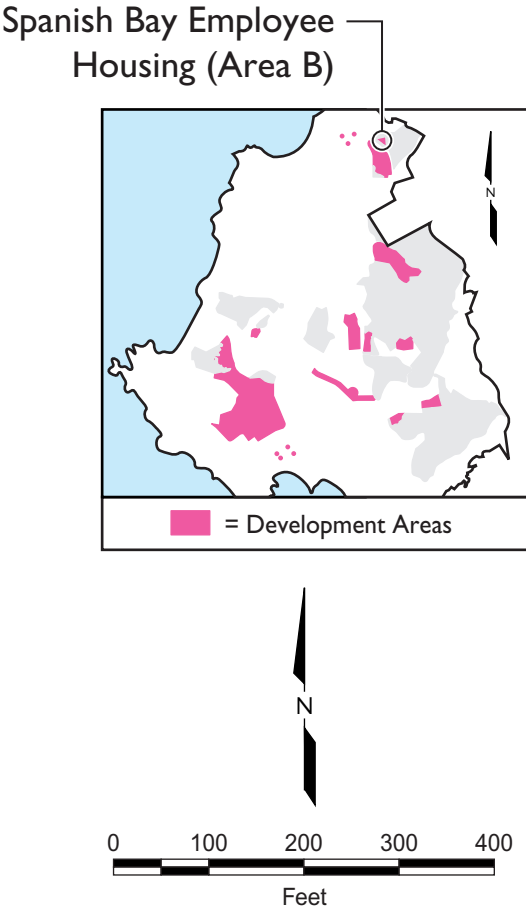 Spanish Bay Employee
Housing (Area B)
N
= Development Areas
N
0 100 200 300 400
Feet